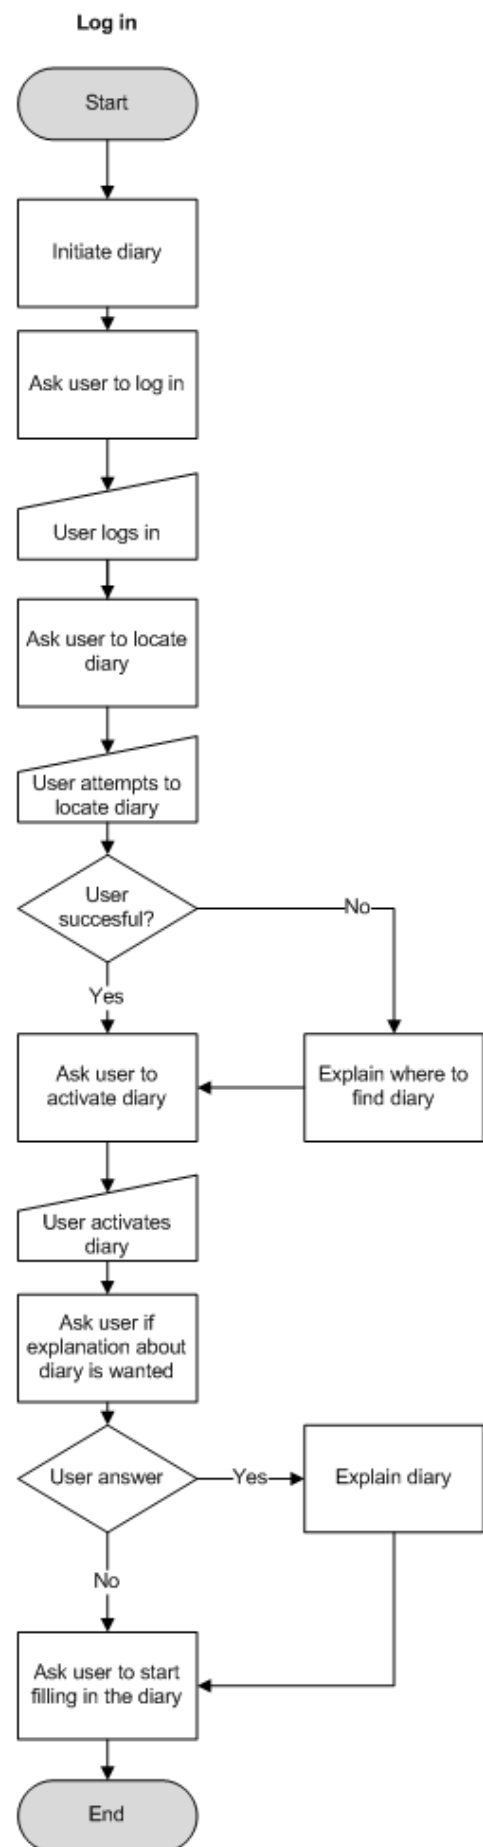 Log in
Start
Initiate diary
Ask user to log in
User logs in
Ask user to locate
diary
User attempts to
locate diary
User
succesful?
No
Yes
Ask user to
activate diary
Explain where to
find diary
User activates
diary
Ask user if
explanation about
diary is wanted
User answer
Yes
Explain diary
No
Ask user to start
filling in the diary
End